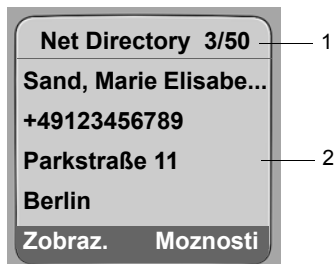 Net Directory 3/50
1
Sand, Marie Elisabe...
+49123456789
Parkstraße 11
2
Berlin
Zobraz. Moznosti